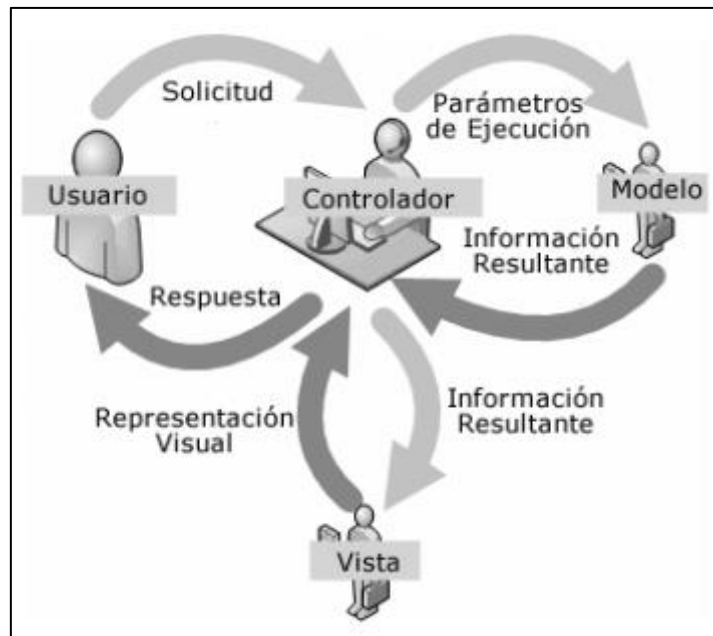 Solicitud
Parámetros
de Ejecución
Usuario
Controlador
Modelo
Información
Resultante
Respuesta
Representación
Visual
Información
Resultante
Vista